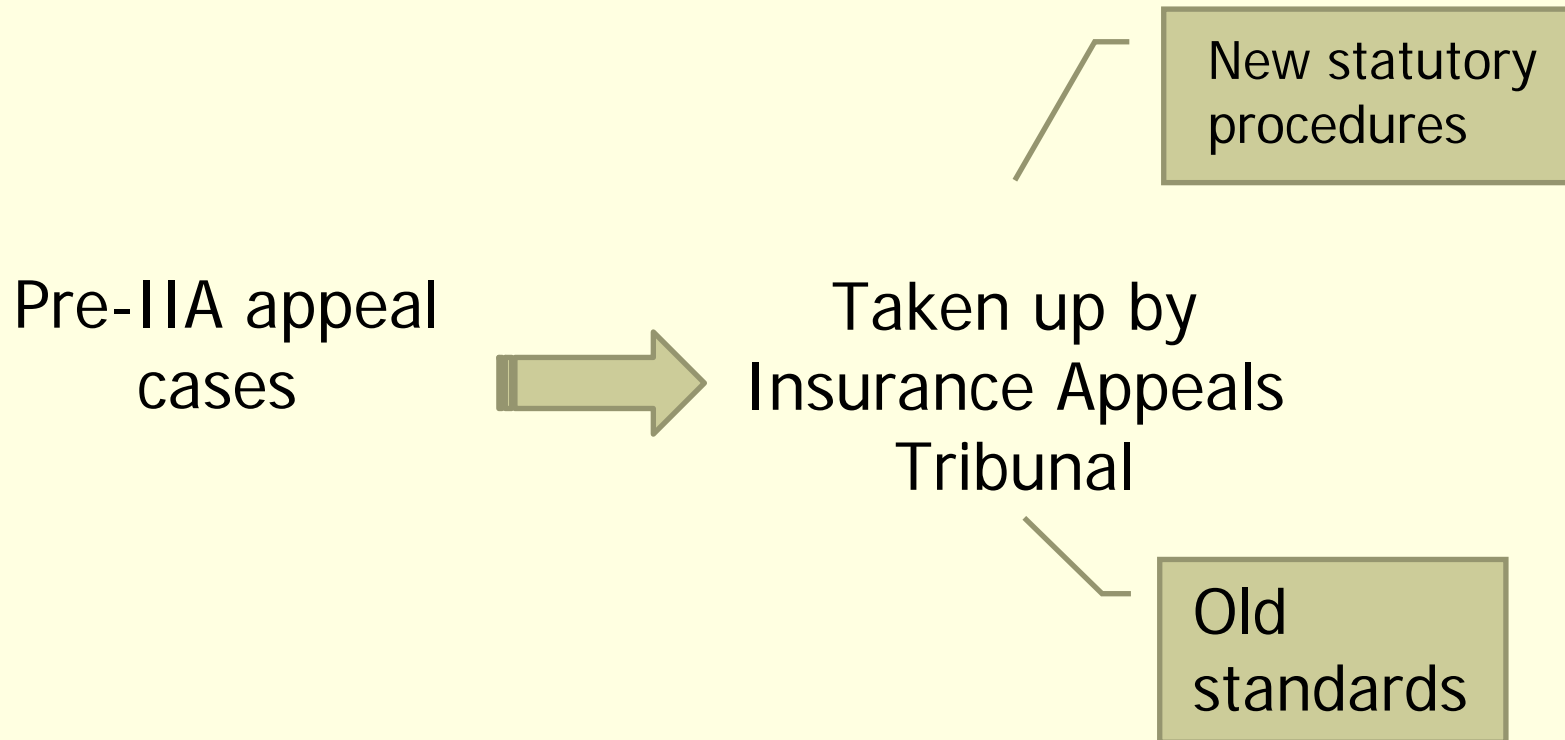 New statutory
procedures
Pre-IIA appeal
cases
Taken up by
Insurance Appeals
Tribunal
Old
standards